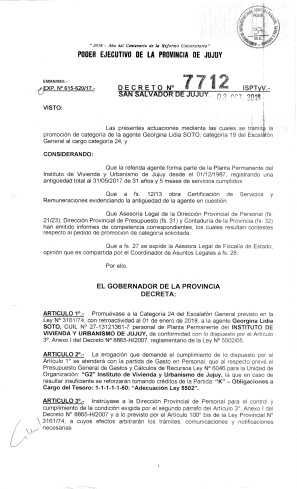 "2018 - Año del Centenario de la Reforma Universitaria"
PODER EJECUTIVO DE LA PROVINCIA DE JUJUY
EXP. Nº 615-620/17.-
DECRETO Nº 7712 ISPTyV.-
SAN SALVADOR DE JUJUY, 02 OCT. 2018
VISTO:
Las presentes actuaciones mediante las cuales se tramita la
promoción de categoría de la agente Georgina Lidia SOTO, categoría 19 del Escalafón
General al cargo categoría 24; y
CONSIDERANDO:
Que la referida agente forma parte de la Planta Permanente del
Instituto de Vivienda y Urbanismo de Jujuy desde el 01/12/1987, registrando una
antigüedad total al 31/05/2017 de 31 años y 5 meses de servicios cumplidos.
Que a fs. 12/13 obra Certificación de Servicios y
Remuneraciones evidenciando la antigüedad de la agente en cuestión.
Que Asesoría Legal de la Dirección Provincial de Personal (fs.
21/23); Dirección Provincial de Presupuesto (fs. 31) y Contaduría de la Provincia (fs. 32)
han emitido informes de competencia correspondientes, los cuales resultan contestes
respecto al pedido de promoción de categoría solicitada.
Que a fs. 27 se expide la Asesora Legal de Fiscalía de Estado,
opinión que es compartida por el Coordinador de Asuntos Legales a fs. 28.
Por ello,
EL GOBERNADOR DE LA PROVINCIA
DECRETA:
ARTICULO 1º.- Promuévase a la Categoría 24 del Escalafón General previsto en la
Ley Nº 3161/74, con retroactividad al 01 de enero de 2018, a la agente Georgina Lidia
SOTO, CUIL Nº 27-13121361-7 personal de Planta Permanente del INSTITUTO DE
VIVIENDA Y URBANISMO DE JUJUY, de conformidad con lo dispuesto por el Artículo
3º, Anexo I del Decreto Nº 8865-H/2007, reglamentario de la Ley Nº 5502/05.
ARTICULO 2º.- La erogación que demande el cumplimiento de lo dispuesto por el
Artículo 1º se atenderá con la partida de Gasto en Personal, que al respecto prevé el
Presupuesto General de Gastos y Cálculos de Recursos Ley Nº 6046 para la Unidad de
Organización: "G2" Instituto de Vivienda y Urbanismo de Jujuy, la que en caso de
resultar insuficiente se reforzarán tomando créditos de la Partida: "K" – Obligaciones a
Cargo del Tesoro: 1-1-1-1-1-60: "Adecuación Ley 5502".
ARTICULO 3º.- Instrúyase a la Dirección Provincial de Personal para el control y
cumplimiento de la condición exigida por el segundo párrafo del Artículo 3º, Anexo I del
Decreto Nº 8865-H/2007 y a lo previsto por el Artículo 100º bis de la Ley Provincial Nº
3161/74, a cuyos efectos arbitrarán los trámites, comunicaciones y notificaciones
necesarias.
1